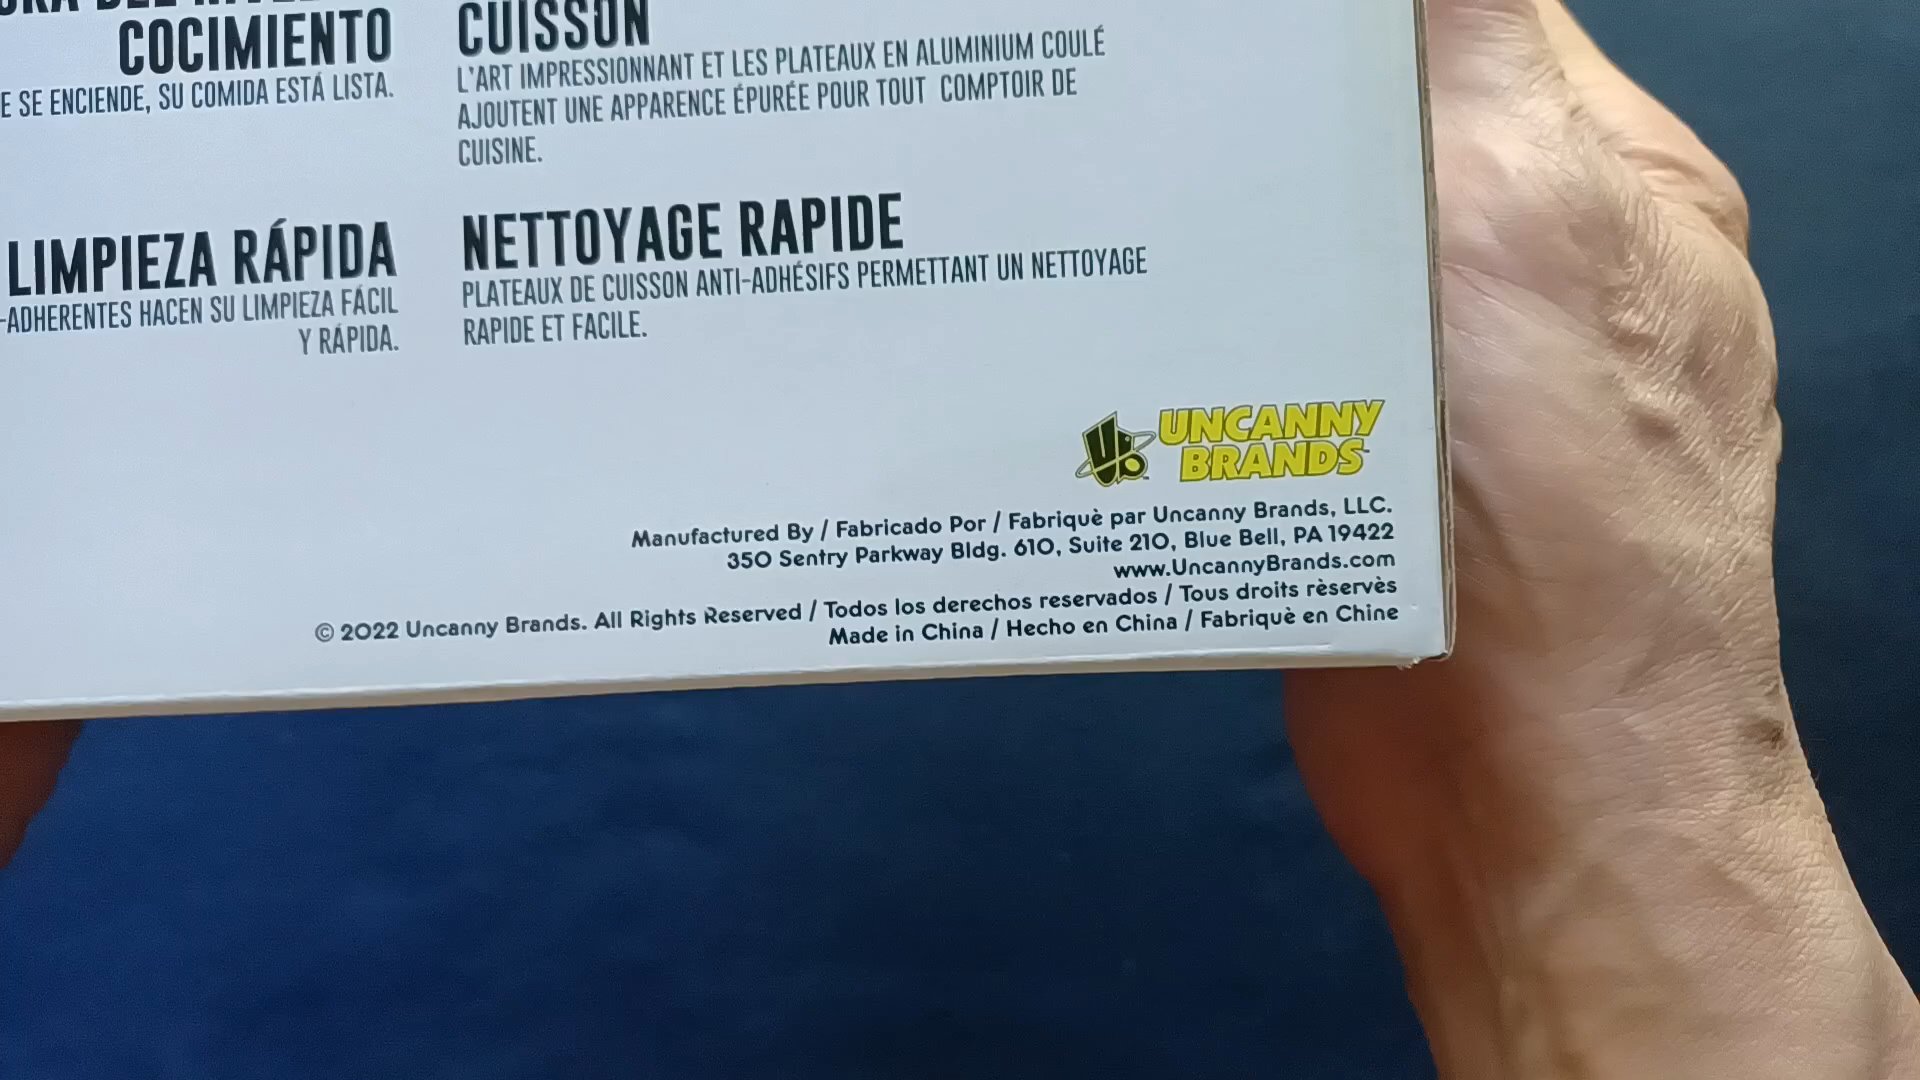 COCIMIENTO
E SE ENCIENDE, SU COMIDA ESTÁ LISTA.
LIMPIEZA RÁPIDA
-ADHERENTES HACEN SU LIMPIEZA FÁCIL
Y RÁPIDA.
CUISSON
L'ART IMPRESSIONNANT ET LES PLATEAUX EN ALUMINIUM COULÉ
AJOUTENT UNE APPARENCE ÉPURÉE POUR TOUT COMPTOIR DE
CUISINE.
NETTOYAGE RAPIDE
PLATEAUX DE CUISSON ANTI-ADHÉSIFS PERMETTANT UN NETTOYAGE
RAPIDE ET FACILE.
UB
UNCANNY
BRANDS
Manufactured By / Fabricado Por / Fabriquè par Uncanny Brands, LLC.
350 Sentry Parkway Bldg. 610, Suite 210, Blue Bell, PA 19422
www.UncannyBrands.com
© 2022 Uncanny Brands. All Rights Reserved / Todos los derechos reservados / Tous droits rèservès
Made in China / Hecho en China / Fabriquè en Chine